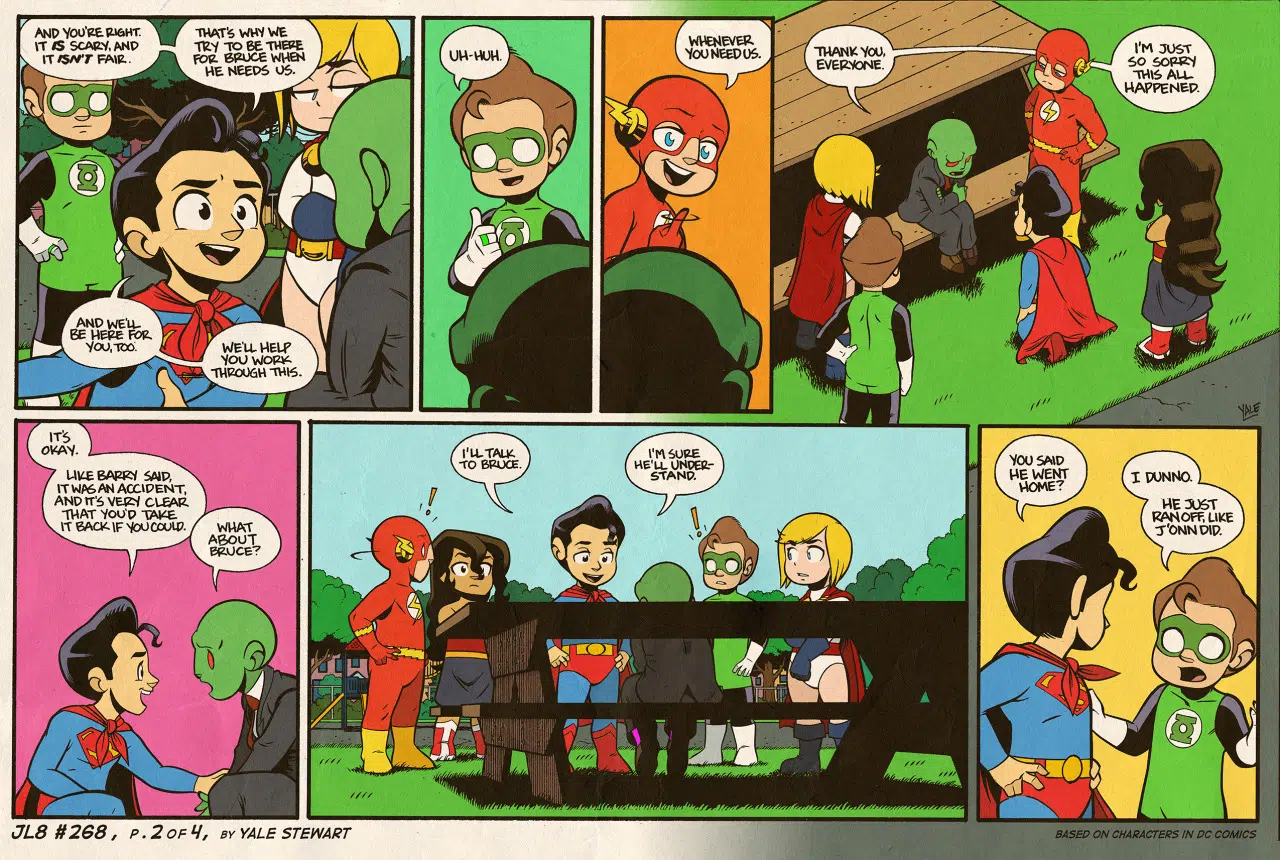 AND YOU'RE RIGHT.
IT IS SCARY, AND
IT ISN'T FAIR.
THAT'S WHY WE
TRY TO BE THERE
FOR BRUCE WHEN
HE NEEDS US.
AND WE'LL
BE HERE FOR
YOU, TOO.
WE'LL HELP
YOU WORK
THROUGH THIS.
UH-HUH.
WHENEVER
YOU NEED US.
THANK YOU,
EVERYONE.
I'M JUST
SO SORRY
THIS ALL
HAPPENED.
YALE
IT'S
OKAY.
LIKE BARRY SAID,
IT WAS AN ACCIDENT,
AND IT'S VERY CLEAR
THAT YOU'D TAKE
IT BACK IF YOU COULD.
WHAT
ABOUT
BRUCE?
!
I'LL TALK
TO BRUCE.
I'M SURE
HE'LL UNDER-
STAND.
!
YOU SAID
HE WENT
HOME?
I DUNNO.
HE JUST
RAN OFF, LIKE
J'ONN DID.
JL8 #268, P. 2 OF 4, BY YALE STEWART
BASED ON CHARACTERS IN DC COMICS